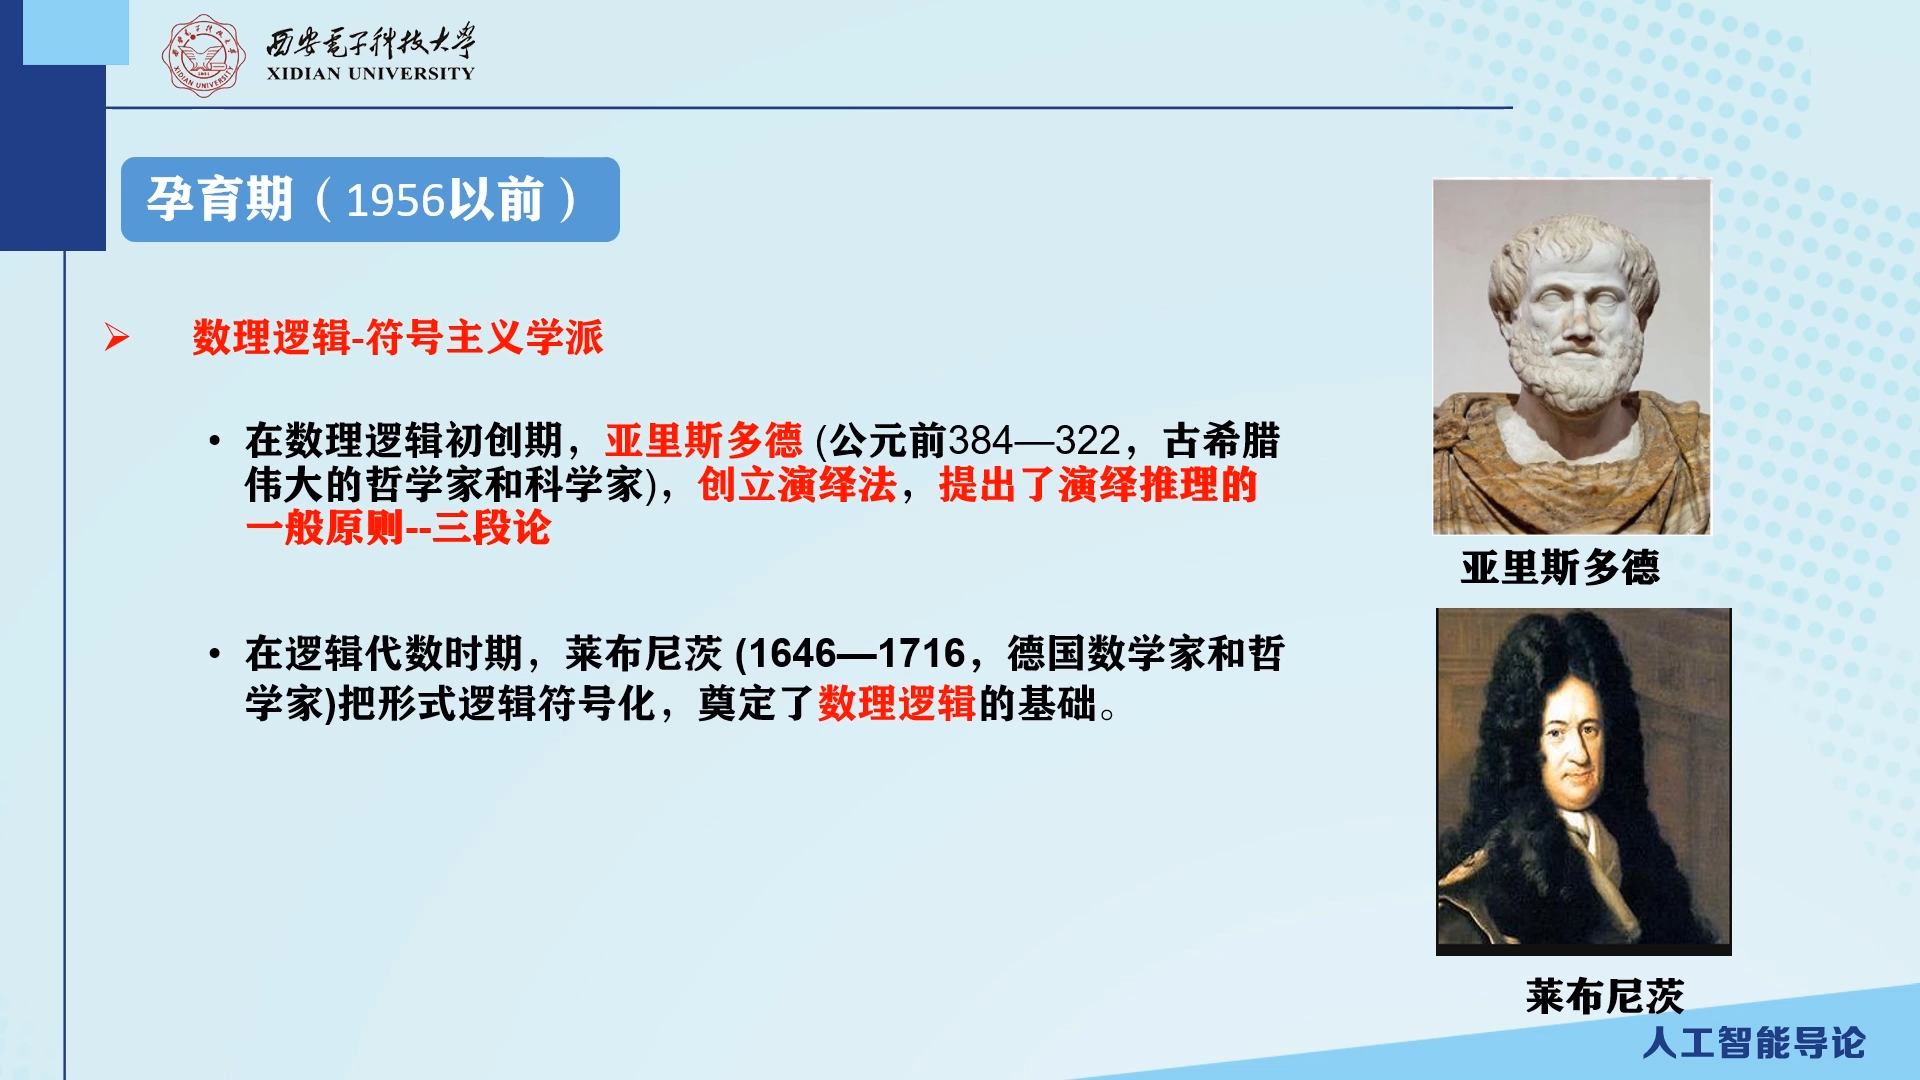 西安电子科技大学
XIDIAN UNIVERSITY
孕育期（1956以前）
数理逻辑-符号主义学派
• 在数理逻辑初创期，亚里斯多德 (公元前384—322，古希腊
伟大的哲学家和科学家)，创立演绎法，提出了演绎推理的
一般原则--三段论
• 在逻辑代数时期，莱布尼茨 (1646—1716，德国数学家和哲
学家)把形式逻辑符号化，奠定了数理逻辑的基础。
亚里斯多德
莱布尼茨
人工智能导论